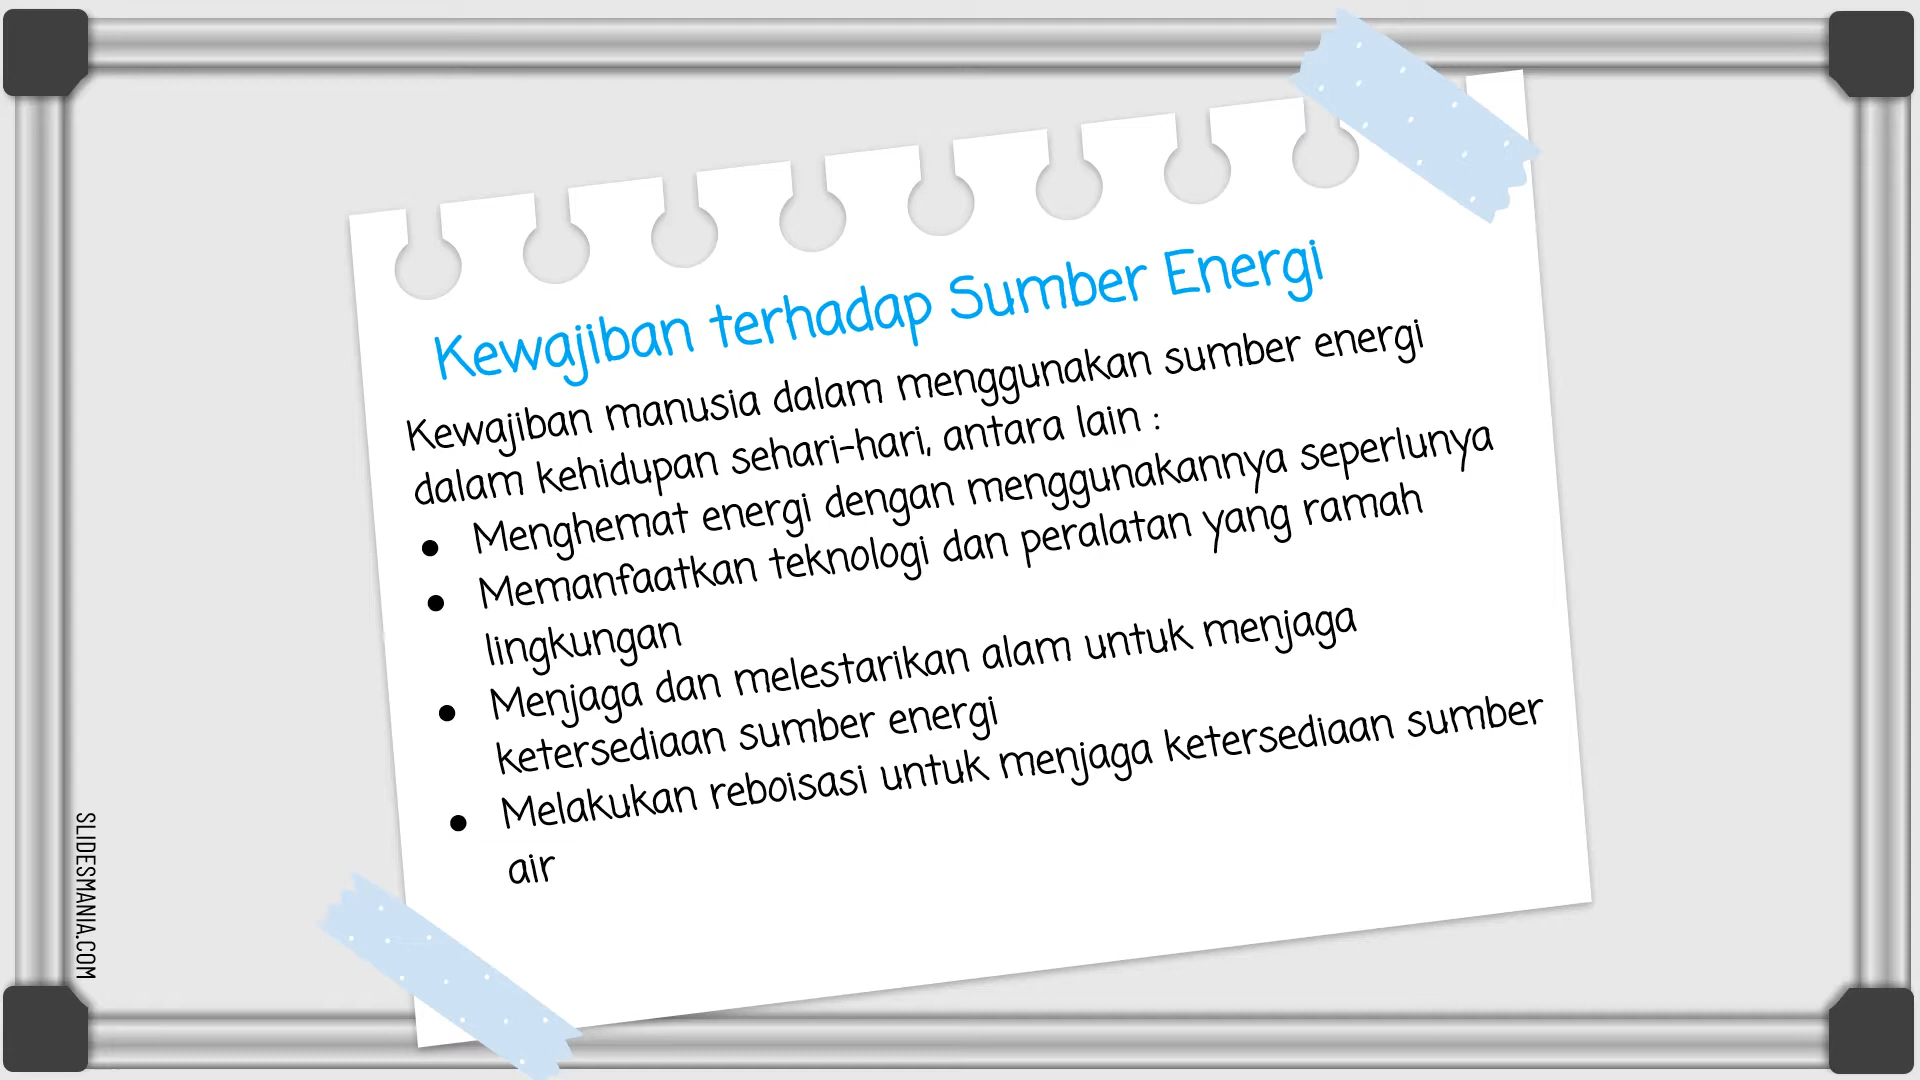 Kewajiban terhadap Sumber Energi
Kewajiban manusia dalam menggunakan sumber energi
dalam kehidupan sehari-hari, antara lain :
● Menghemat energi dengan menggunakannya seperlunya
● Memanfaatkan teknologi dan peralatan yang ramah
lingkungan
● Menjaga dan melestarikan alam untuk menjaga
ketersediaan sumber energi
● Melakukan reboisasi untuk menjaga ketersediaan sumber
air
SLIDESMANIA.COM